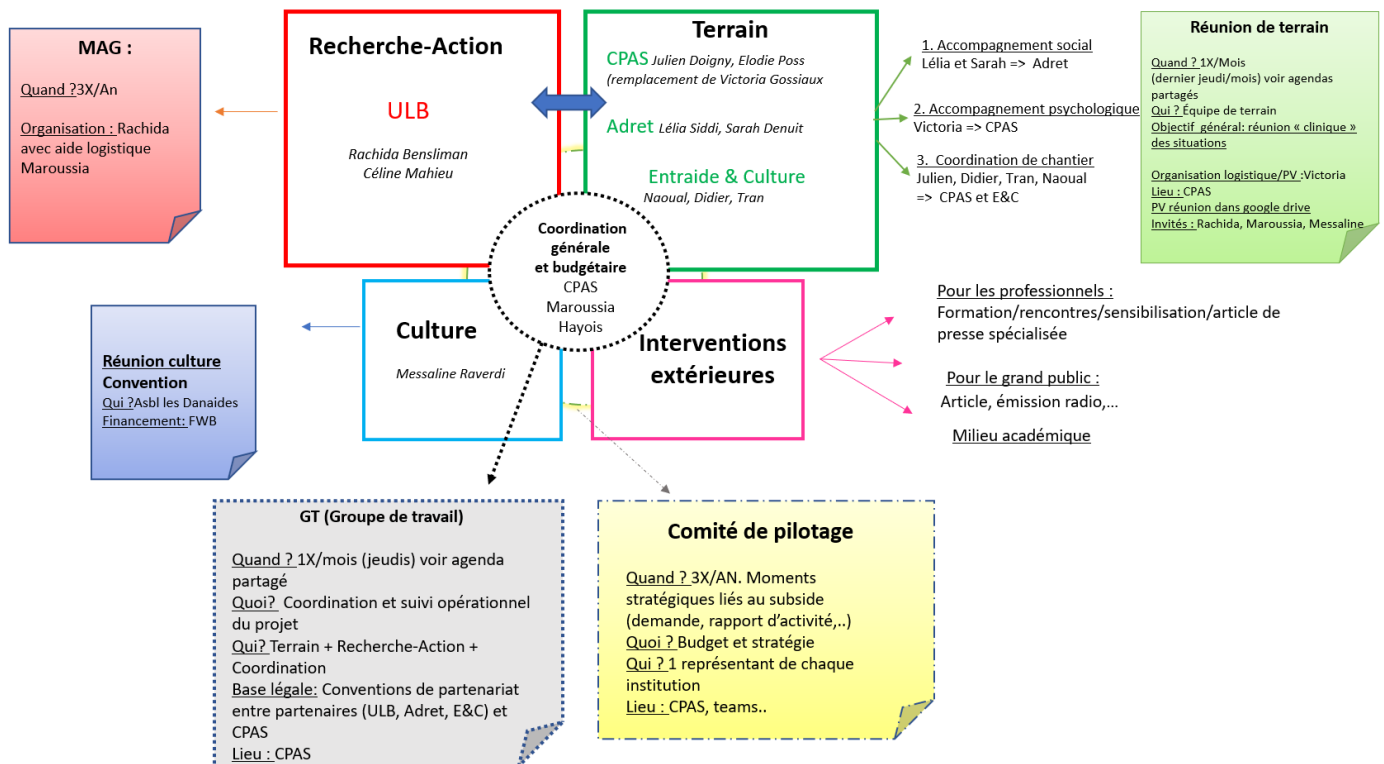 MAG :
Quand ?3X/An
Organisation : Rachida
avec aide logistique
Maroussia
Recherche-Action
ULB
Rachida Bensliman
Céline Mahieu
Terrain
CPAS Julien Doigny, Elodie Poss
(remplacement de Victoria Gossiaux
Adret Lélia Siddi, Sarah Denuit
Entraide & Culture
Naoual, Didier, Tran
1. Accompagnement social
Lélia et Sarah => Adret
2. Accompagnement psychologique
Victoria => CPAS
3. Coordination de chantier
Julien, Didier, Tran, Naoual
=> CPAS et E&C
Réunion de terrain
Quand ? 1X/Mois
(dernier jeudi/mois) voir agendas
partagés
Qui ? Équipe de terrain
Objectif général: réunion « clinique »
des situations
Organisation logistique/PV :Victoria
Lieu : CPAS
PV réunion dans google drive
Invités : Rachida, Maroussia, Messaline
Coordination
générale
et budgétaire
CPAS
Maroussia
Hayois
Réunion culture
Convention
Qui ?Asbl les Danaides
Financement: FWB
Culture
Messaline Raverdi
Interventions
extérieures
Pour les professionnels :
Formation/rencontres/sensibilisation/article de
presse spécialisée
Pour le grand public :
Article, émission radio,...
Milieu académique
GT (Groupe de travail)
Quand ? 1X/mois (jeudis) voir agenda
partagé
Quoi? Coordination et suivi opérationnel
du projet
Qui? Terrain + Recherche-Action +
Coordination
Base légale: Conventions de partenariat
entre partenaires (ULB, Adret, E&C) et
CPAS
Lieu : CPAS
Comité de pilotage
Quand ? 3X/AN. Moments
stratégiques liés au subside
(demande, rapport d'activité,..)
Quoi ? Budget et stratégie
Qui ? 1 représentant de chaque
institution
Lieu : CPAS, teams..